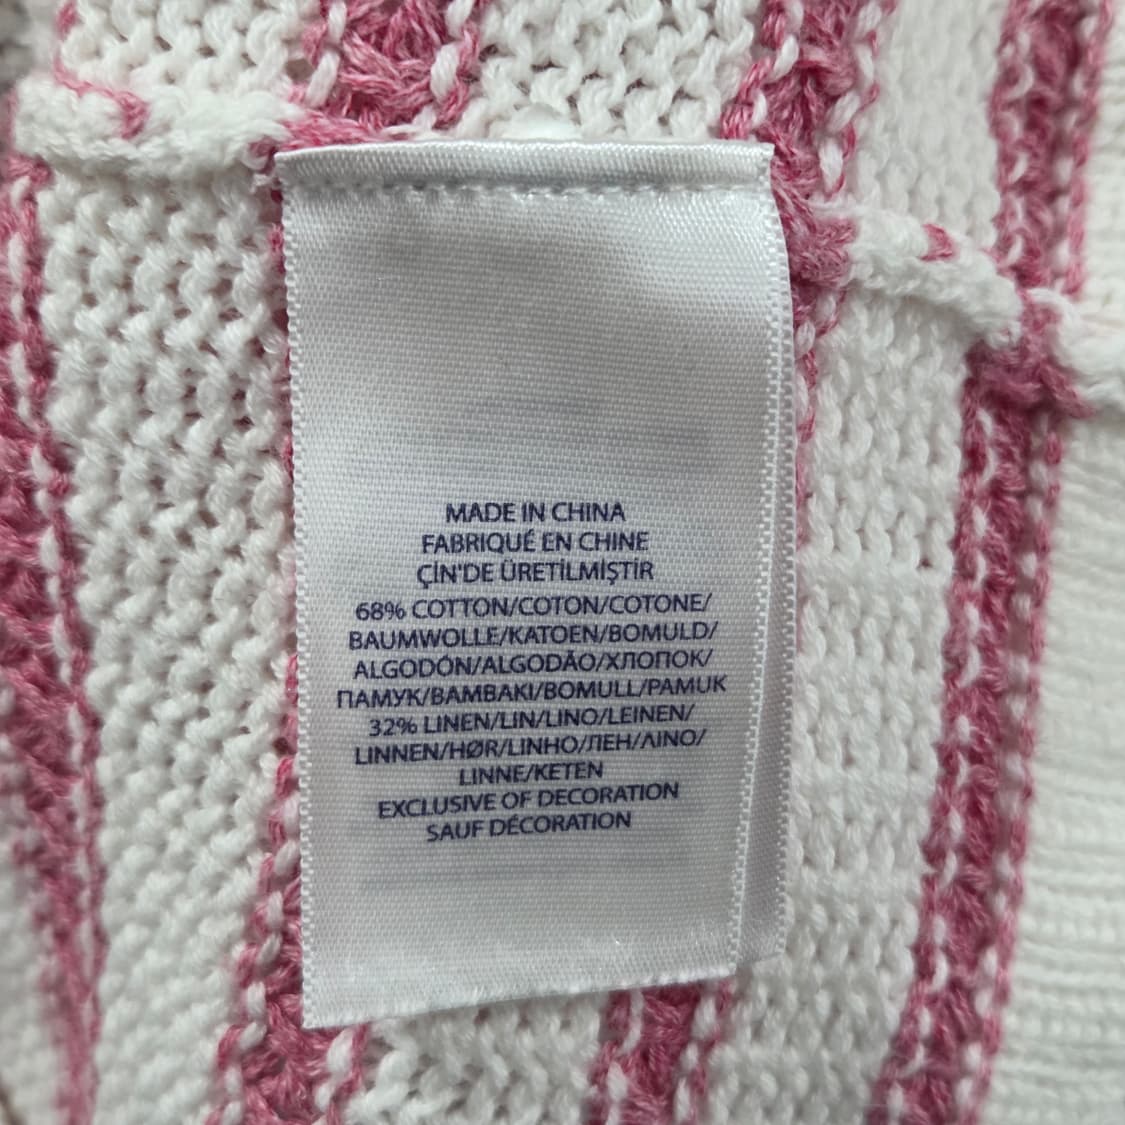 MADE IN CHINA
FABRIQUÉ EN CHINE
ÇİN'DE ÜRETİLMİŞTİR
68% COTTON/COTON/COTONE/
BAUMWOLLE/KATOEN/BOMULD/
ALGODÓN/ALGODÃO/ХЛОПОК/
ПАМУК/ΒΑΜΒΑΚΙ/BOMULL/PAMUK
32% LINEN/LIN/LINO/LEINEN/
LINNEN/HØR/LINHO/ЛЕН/ΛΙΝΟ/
LINNE/KETEN
EXCLUSIVE OF DECORATION
SAUF DÉCORATION